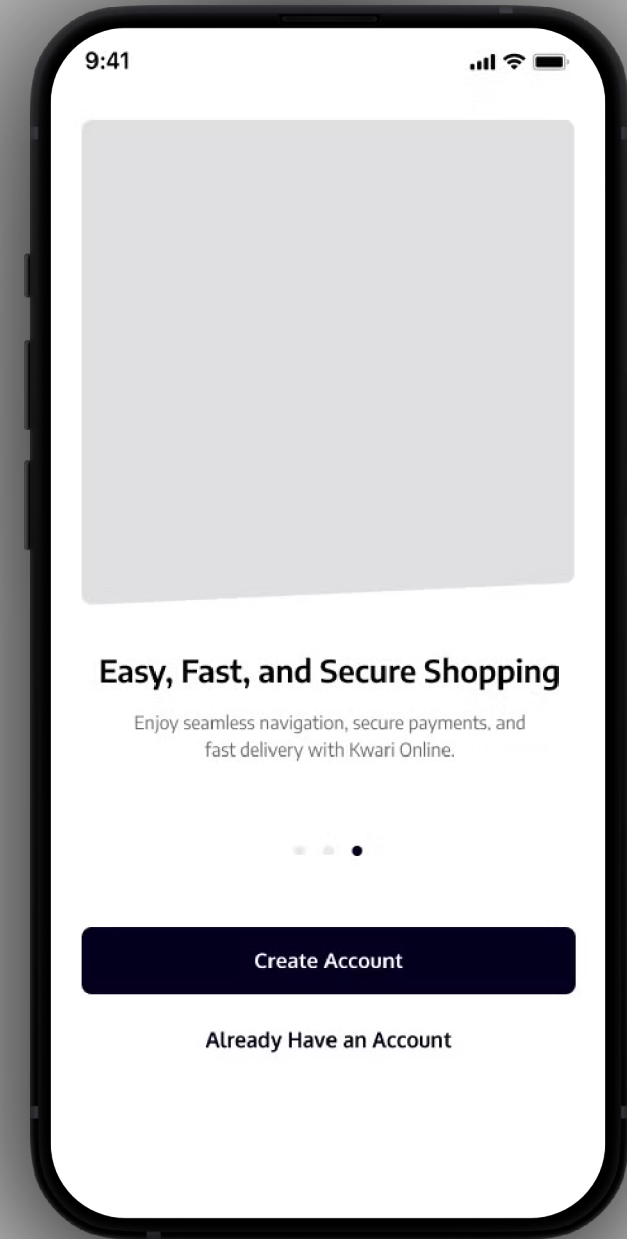 9:41
Easy, Fast, and Secure Shopping
Enjoy seamless navigation, secure payments, and
fast delivery with Kwari Online.
Create Account
Already Have an Account